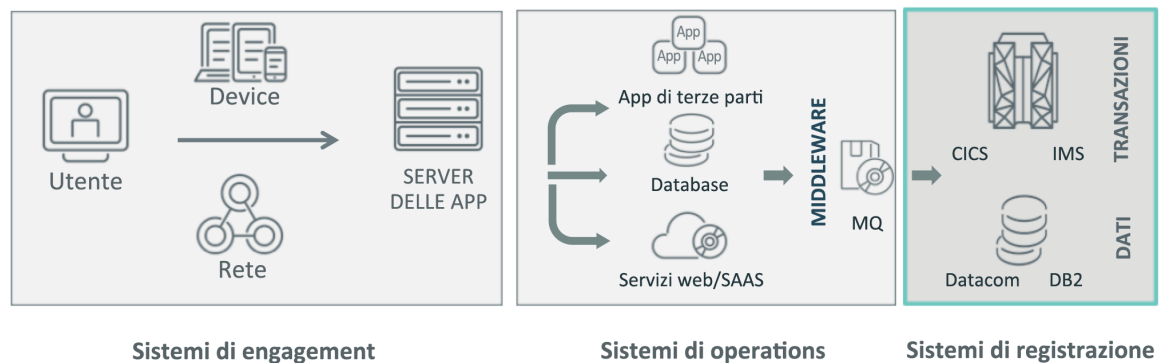 Device
Utente
Rete
SERVER
DELLE APP
Sistemi di engagement
App
App App
App di terze parti
Database
Servizi web/SAAS
MIDDLEWARE
MQ
Sistemi di operations
CICS IMS
TRANSAZIONI
Datacom DB2
DATI
Sistemi di registrazione